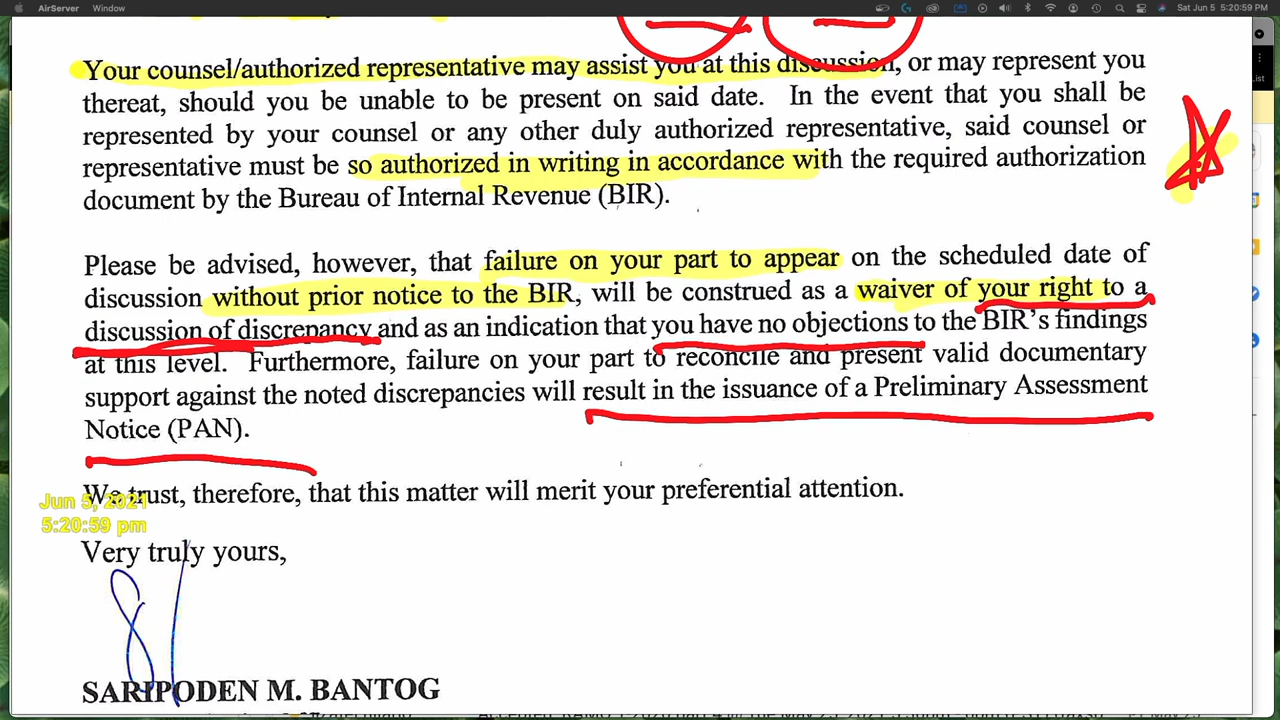 AirServer Window Sat Jun 5 5:20:59 PM
Your counsel/authorized representative may assist you at this discussion, or may represent you
thereat, should you be unable to be present on said date. In the event that you shall be
represented by your counsel or any other duly authorized representative, said counsel or
representative must be so authorized in writing in accordance with the required authorization
document by the Bureau of Internal Revenue (BIR).
Please be advised, however, that failure on your part to appear on the scheduled date of
discussion without prior notice to the BIR, will be construed as a waiver of your right to a
discussion of discrepancy and as an indication that you have no objections to the BIR's findings
at this level. Furthermore, failure on your part to reconcile and present valid documentary
support against the noted discrepancies will result in the issuance of a Preliminary Assessment
Notice (PAN).
We trust, therefore, that this matter will merit your preferential attention.
Jun 5, 2021
5:20:59 pm
Very truly yours,
SARIPODEN M. BANTOG
List